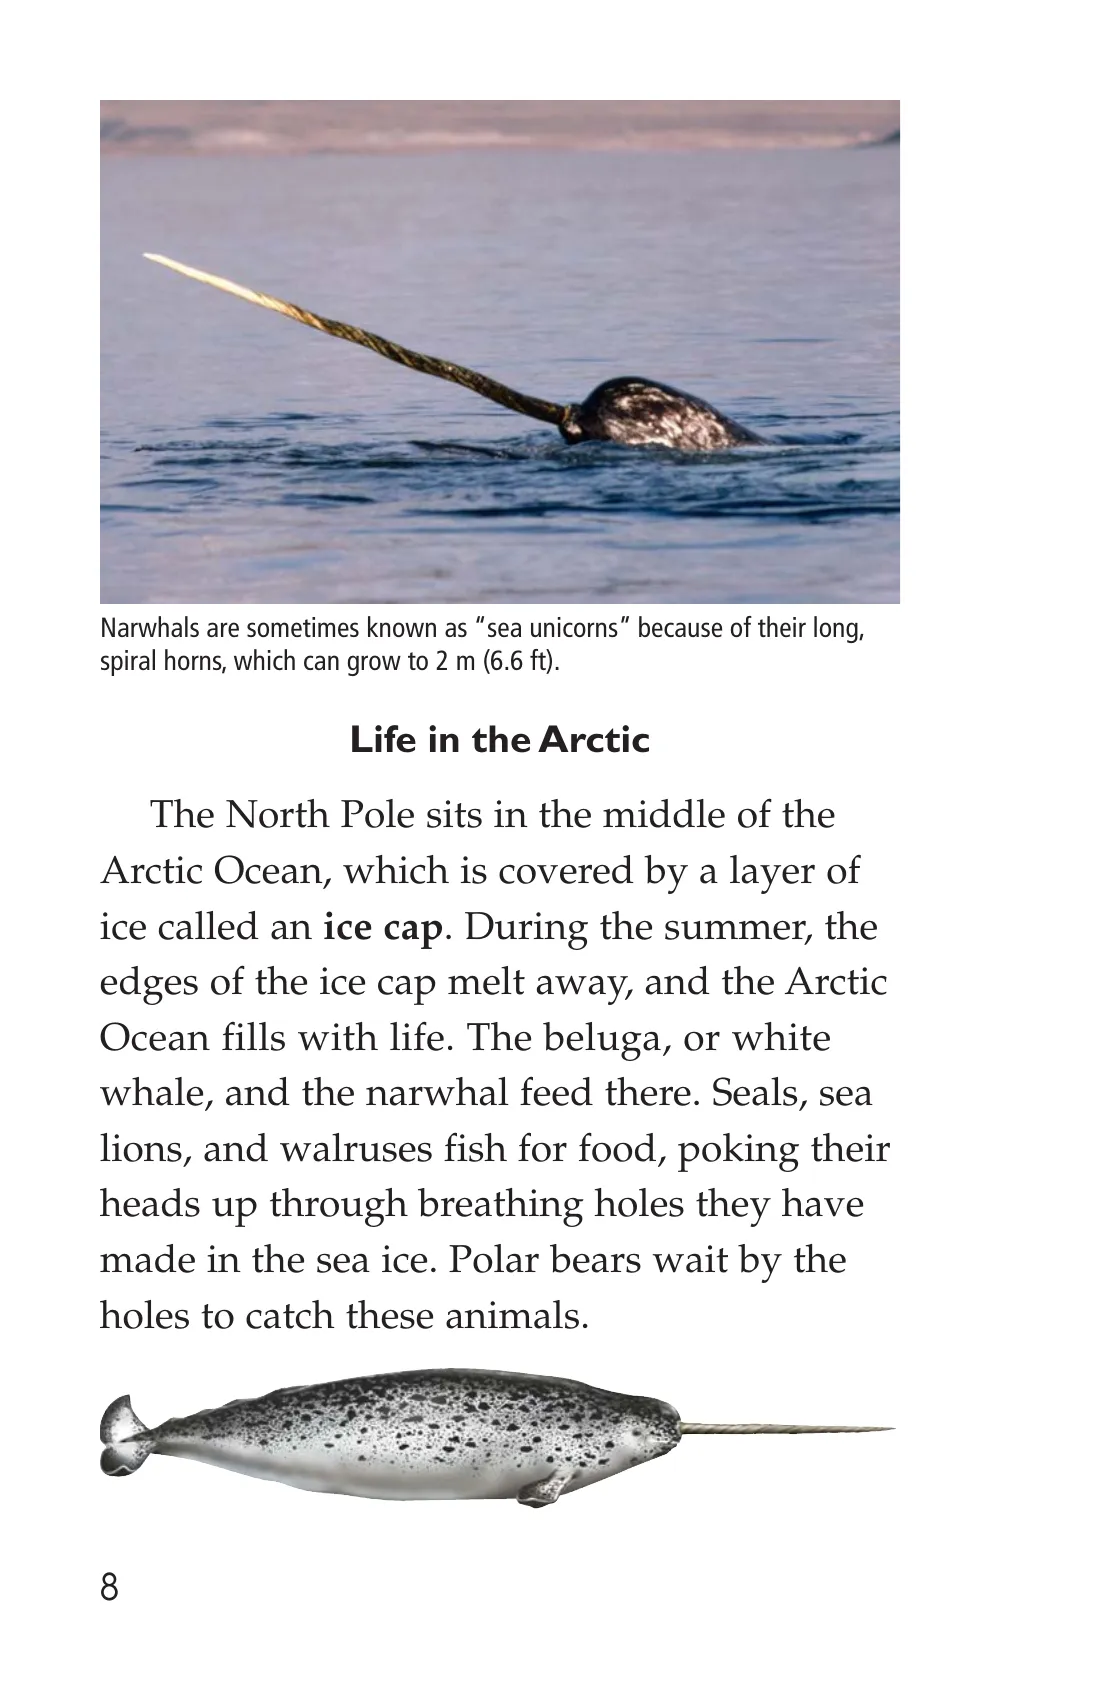 Narwhals are sometimes known as “sea unicorns” because of their long,
spiral horns, which can grow to 2 m (6.6 ft).
Life in the Arctic
The North Pole sits in the middle of the
Arctic Ocean, which is covered by a layer of
ice called an ice cap. During the summer, the
edges of the ice cap melt away, and the Arctic
Ocean fills with life. The beluga, or white
whale, and the narwhal feed there. Seals, sea
lions, and walruses fish for food, poking their
heads up through breathing holes they have
made in the sea ice. Polar bears wait by the
holes to catch these animals.
8